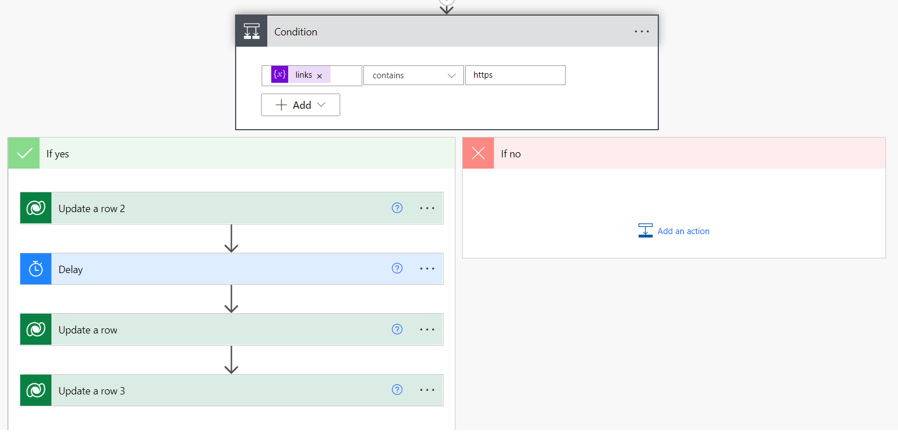 Condition
{x} links × contains https
Add
If yes
If no
Update a row 2
Add an action
Delay
Update a row
Update a row 3